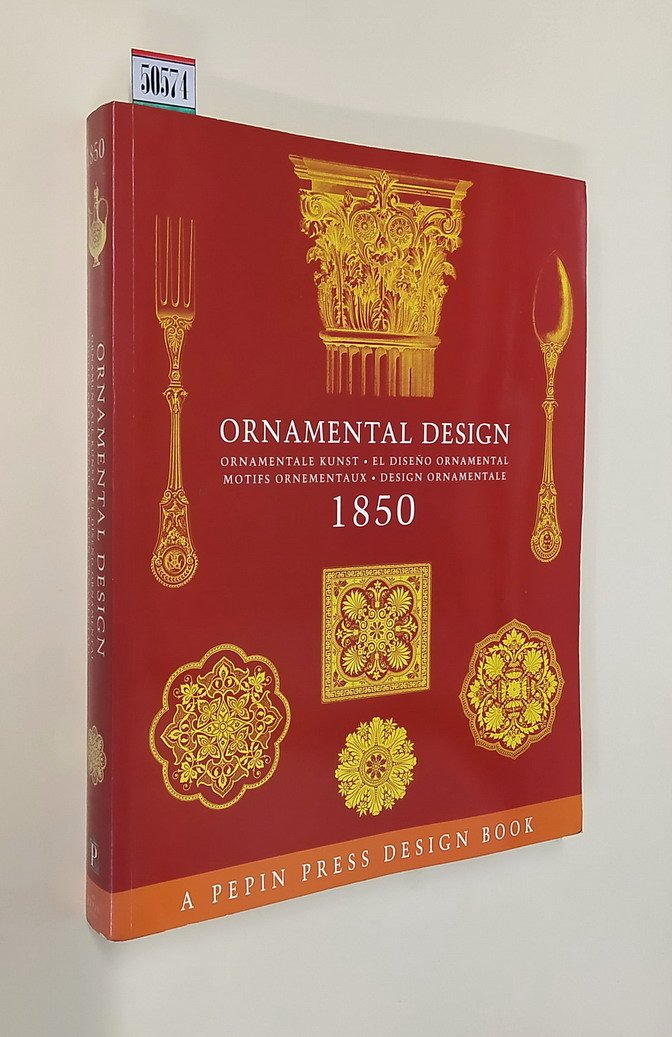 50574
1850
ORNAMENTAL DESIGN
ORNAMENTAL DESIGN
ORNAMENTALE KUNST • EL DISEÑO ORNAMENTAL
MOTIFS ORNEMENTAUX • DESIGN ORNAMENTALE
1850
A PEPIN PRESS DESIGN BOOK